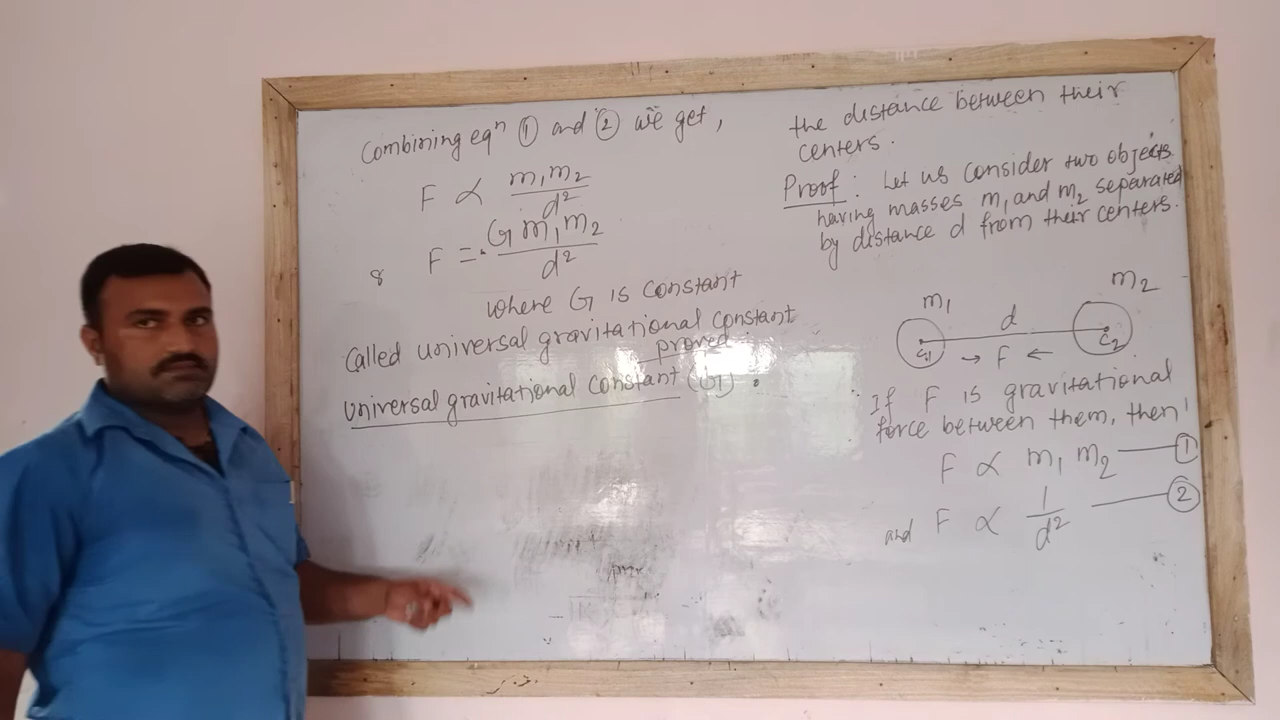 the distance between their
centers.
Proof : Let us consider two objects
having masses m₁ and m₂ separated
by distance d from their centers.
m₁ m₂
d
C₁ C₂
→ F ←
If F is gravitational
force between them, then
F ∝ m₁ m₂ ——— ①
and F ∝ 1/d² ——— ②
Combining eqⁿ ① and ② we get,
F ∝ m₁m₂/d²
F = G m₁m₂/d²
where G is constant
Called universal gravitational constant
proved
Universal gravitational constant (G) .